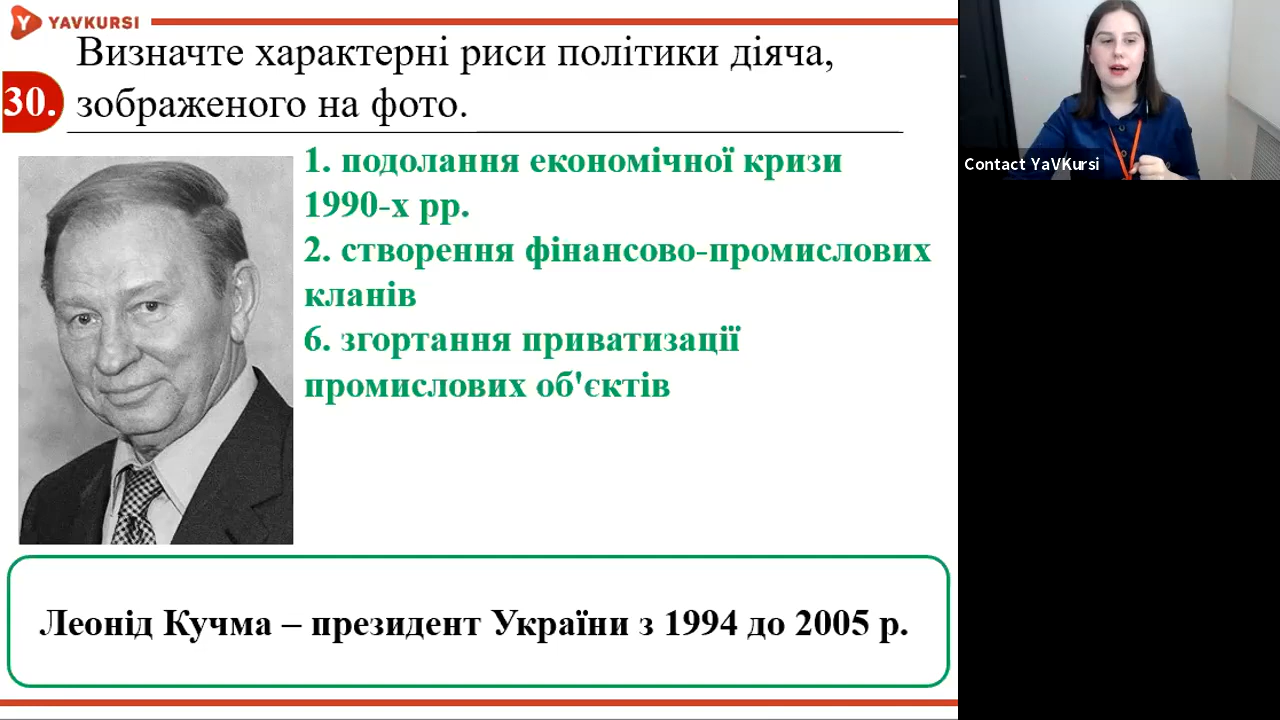 YAVKURSI
Визначте характерні риси політики діяча,
30. зображеного на фото.
1. подолання економічної кризи
1990-х рр.
2. створення фінансово-промислових
кланів
6. згортання приватизації
промислових об'єктів
Леонід Кучма – президент України з 1994 до 2005 р.
Contact YaVKursi